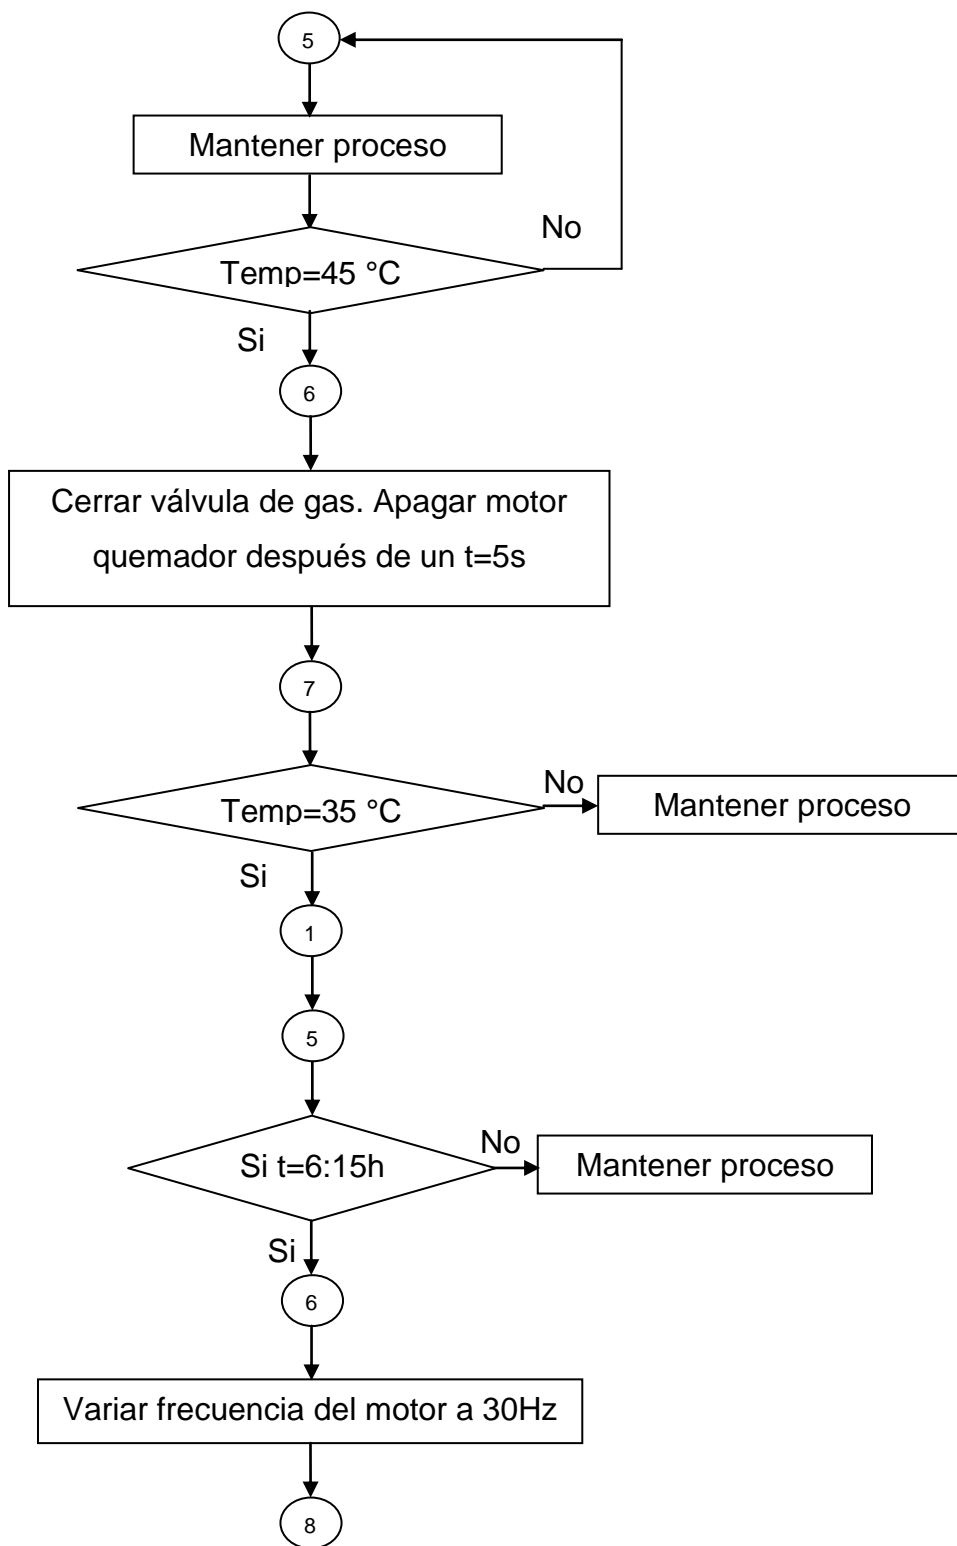 5
Mantener proceso
No
Temp=45 °C
Si
6
Cerrar válvula de gas. Apagar motor
quemador después de un t=5s
7
No
Temp=35 °C
Mantener proceso
Si
1
5
No
Si t=6:15h
Mantener proceso
Si
6
Variar frecuencia del motor a 30Hz
8